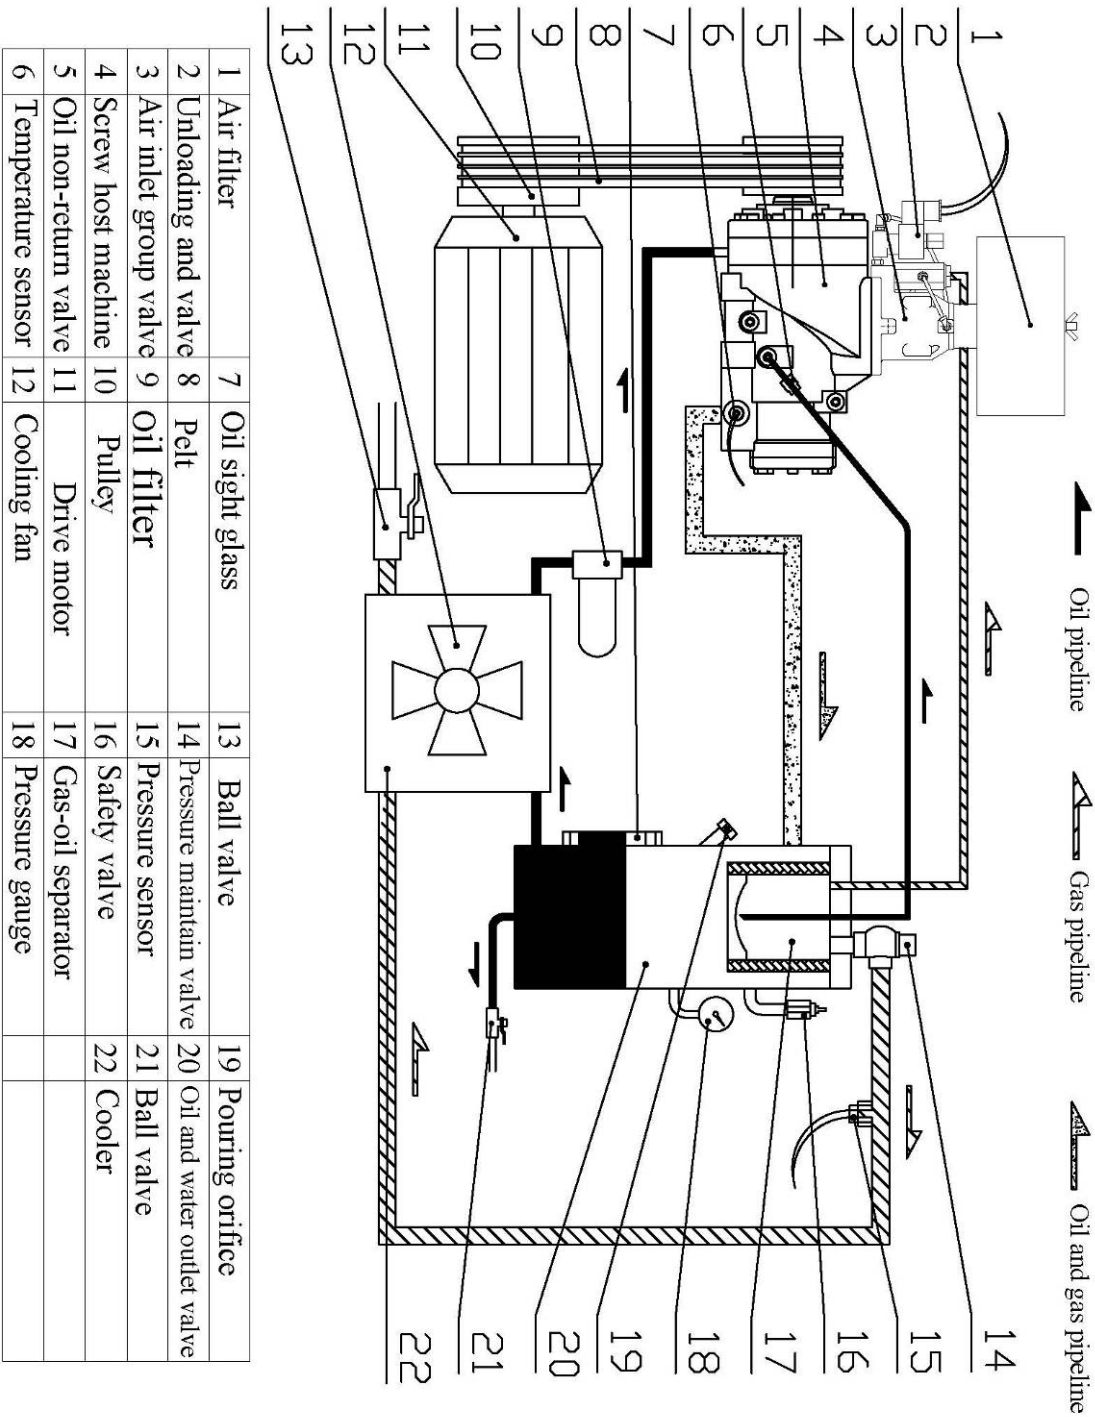 Oil pipeline
Gas pipeline
Oil and gas pipeline
1
2
3
4
5
6
7
8
9
10
11
12
13
14
15
16
17
18
19
20
21
22
1 Air filter 7 Oil sight glass 13 Ball valve 19 Pouring orifice
2 Unloading and valve 8 Pelt 14 Pressure maintain valve 20 Oil and water outlet valve
3 Air inlet group valve 9 Oil filter 15 Pressure sensor 21 Ball valve
4 Screw host machine 10 Pulley 16 Safety valve 22 Cooler
5 Oil non-return valve 11 Drive motor 17 Gas-oil separator
6 Temperature sensor 12 Cooling fan 18 Pressure gauge